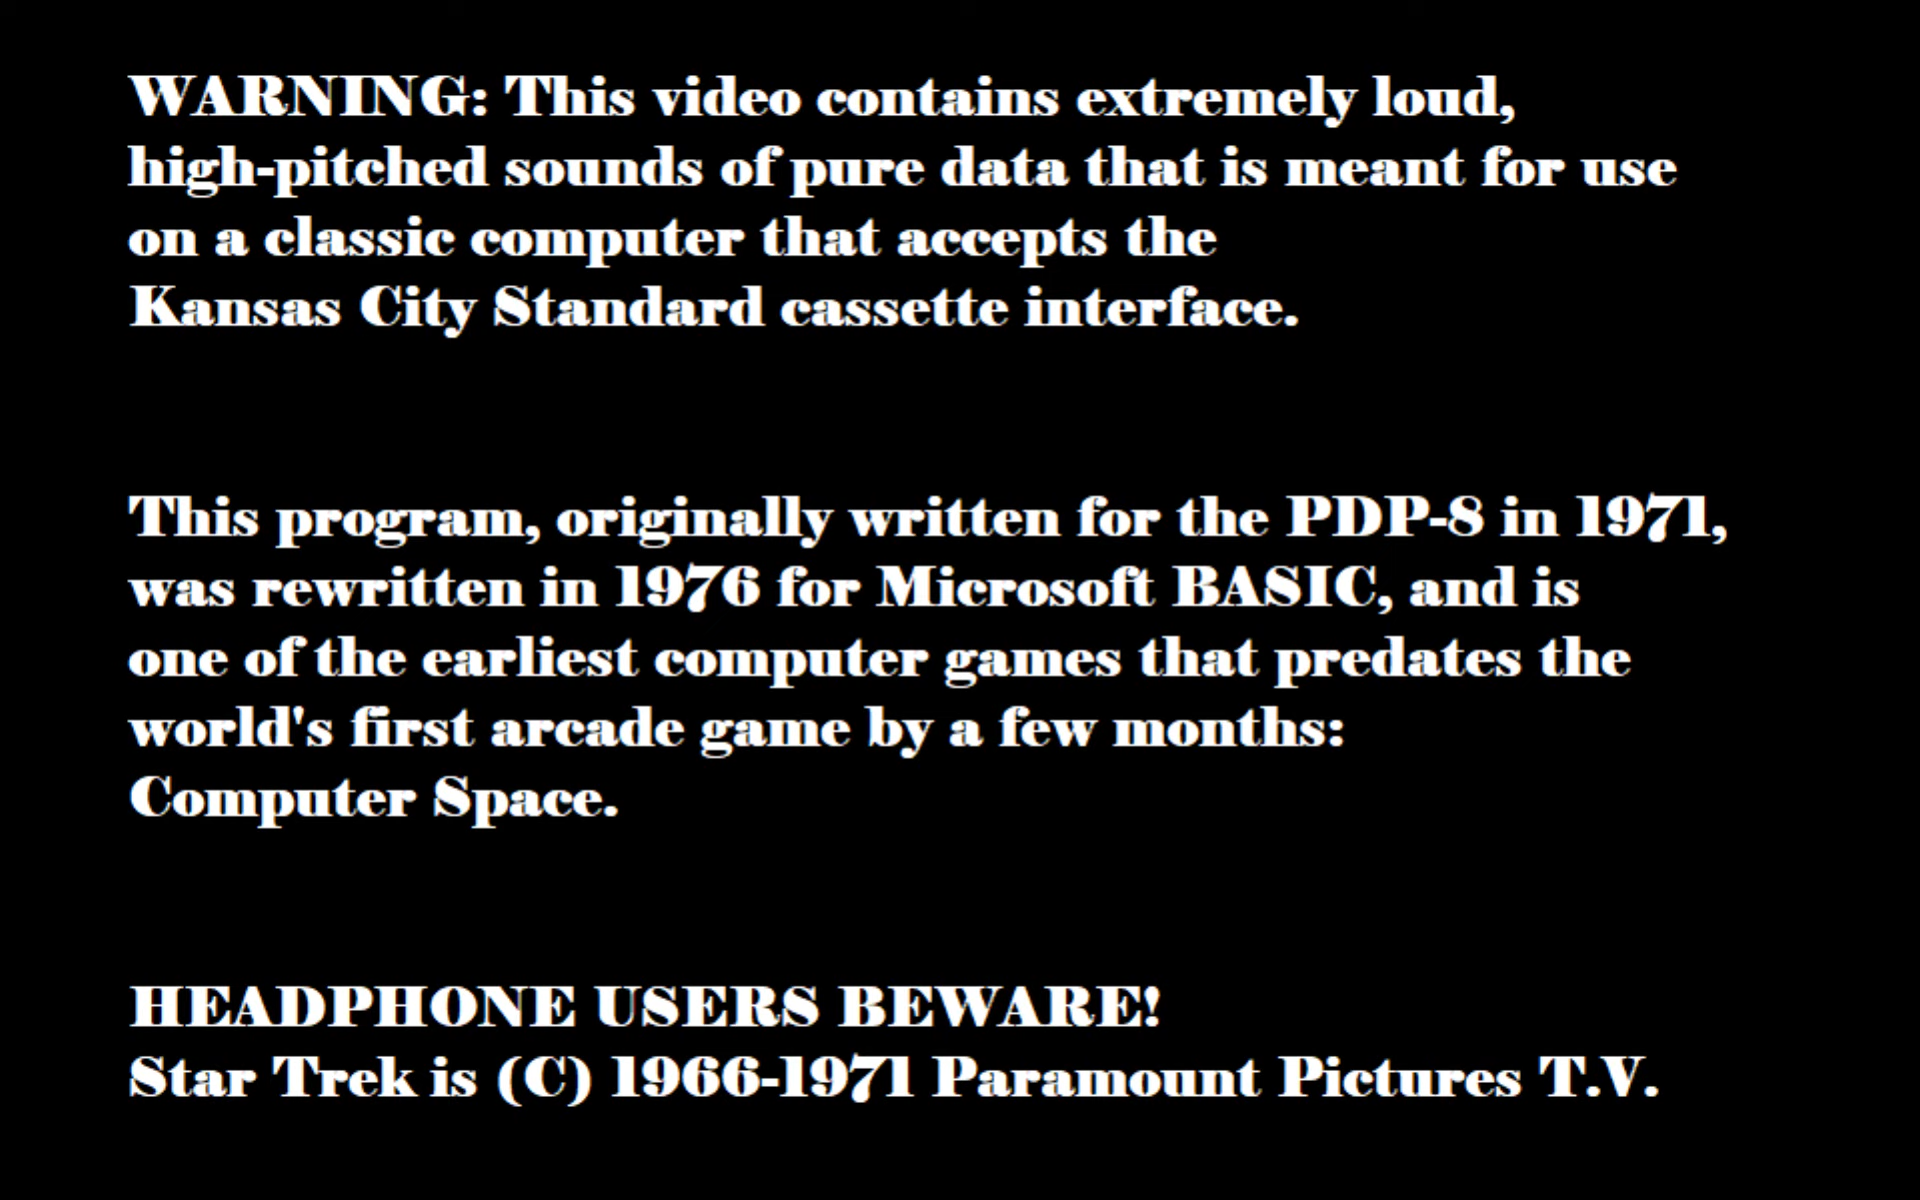 WARNING: This video contains extremely loud,
high-pitched sounds of pure data that is meant for use
on a classic computer that accepts the
Kansas City Standard cassette interface.
This program, originally written for the PDP-8 in 1971,
was rewritten in 1976 for Microsoft BASIC, and is
one of the earliest computer games that predates the
world's first arcade game by a few months:
Computer Space.
HEADPHONE USERS BEWARE!
Star Trek is (C) 1966-1971 Paramount Pictures T.V.